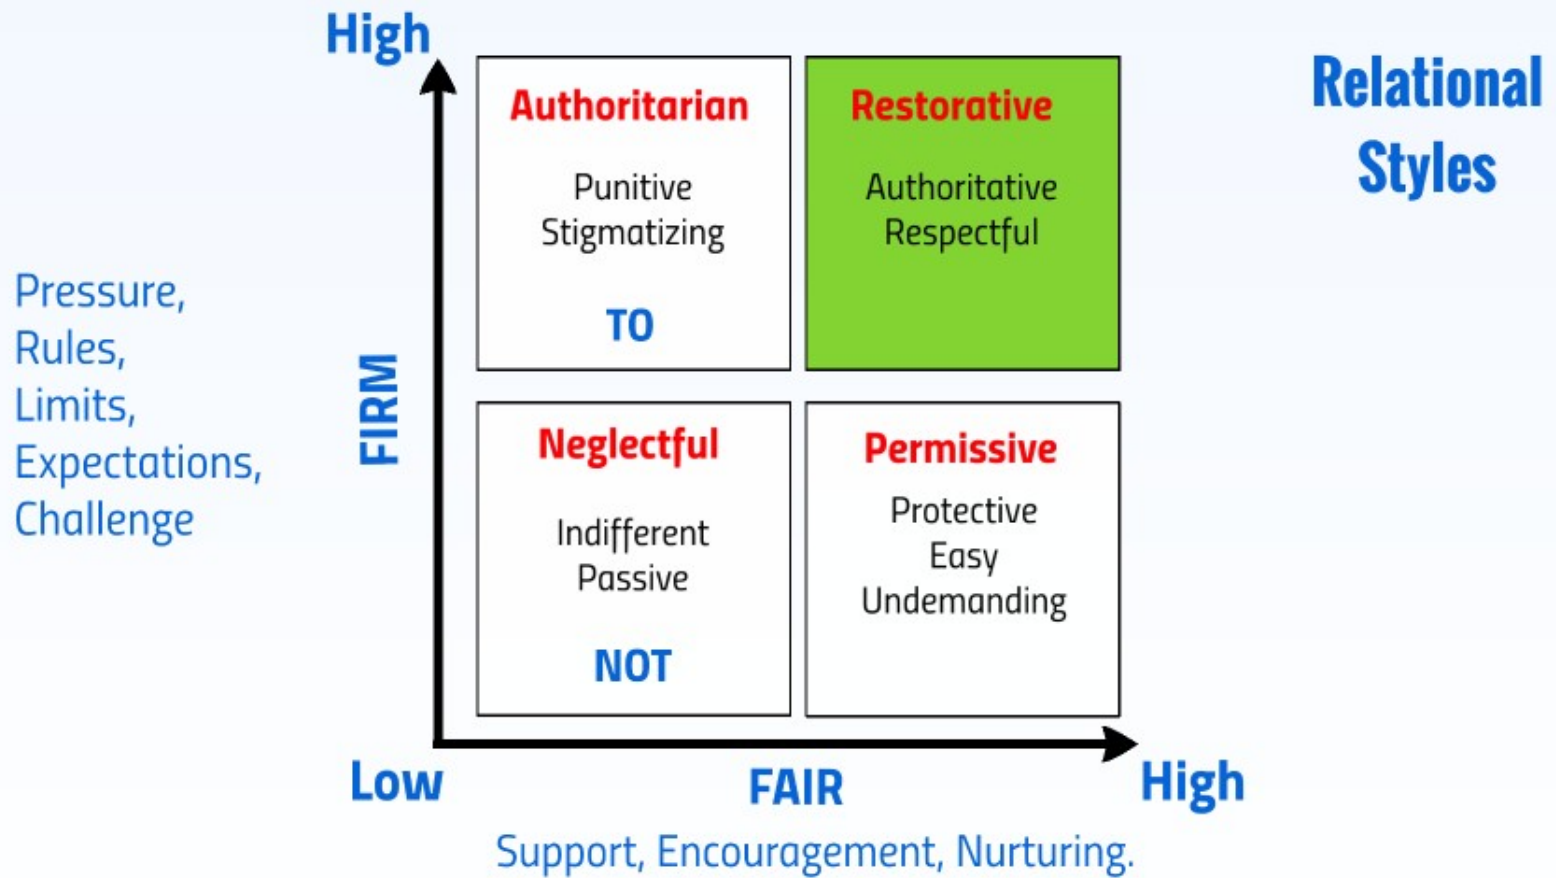 High
Relational
Styles
Authoritarian
Punitive
Stigmatizing
TO
Restorative
Authoritative
Respectful
Pressure,
Rules,
Limits,
Expectations,
Challenge
FIRM
Neglectful
Indifferent
Passive
NOT
Permissive
Protective
Easy
Undemanding
Low
FAIR
High
Support, Encouragement, Nurturing.